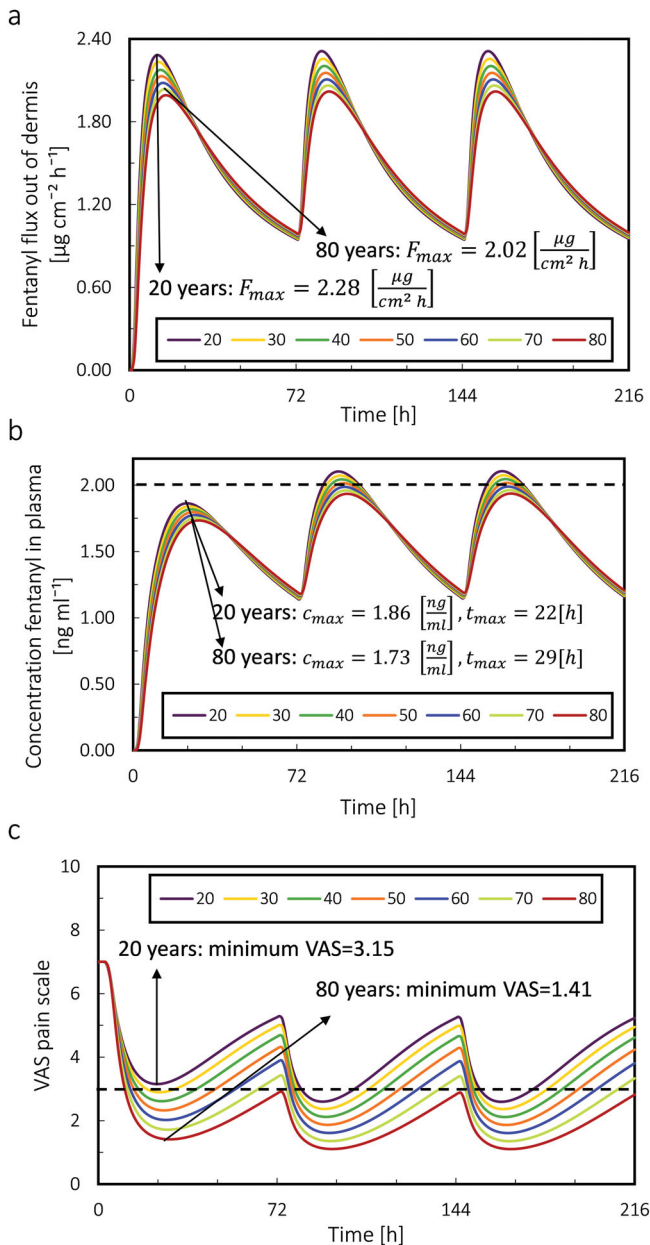 a
2.40
1.80
1.20
0.60
0.00
Fentanyl flux out of dermis
[µg cm⁻² h⁻¹]
80 years: F_max = 2.02 [µg/cm² h]
20 years: F_max = 2.28 [µg/cm² h]
20 30 40 50 60 70 80
0 72 144 216
Time [h]
b
2.00
1.50
1.00
0.50
0.00
Concentration fentanyl in plasma
[ng ml⁻¹]
20 years: c_max = 1.86 [ng/ml], t_max = 22[h]
80 years: c_max = 1.73 [ng/ml], t_max = 29[h]
20 30 40 50 60 70 80
0 72 144 216
Time [h]
c
10
8
6
4
2
0
VAS pain scale
20 30 40 50 60 70 80
20 years: minimum VAS=3.15
80 years: minimum VAS=1.41
0 72 144 216
Time [h]